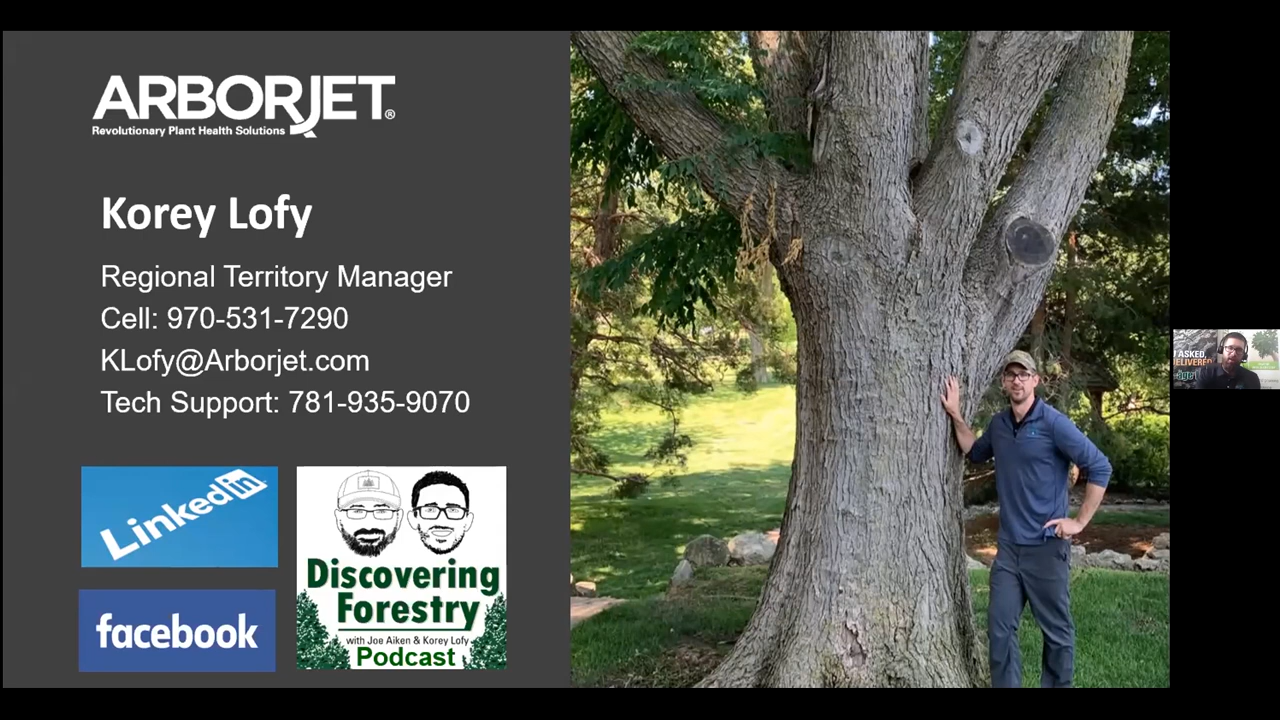 ARBORJET®
Revolutionary Plant Health Solutions
Korey Lofy
Regional Territory Manager
Cell: 970-531-7290
KLofy@Arborjet.com
Tech Support: 781-935-9070
Linkedin
facebook
Discovering
Forestry
with Joe Aiken & Korey Lofy
Podcast
ASKED,